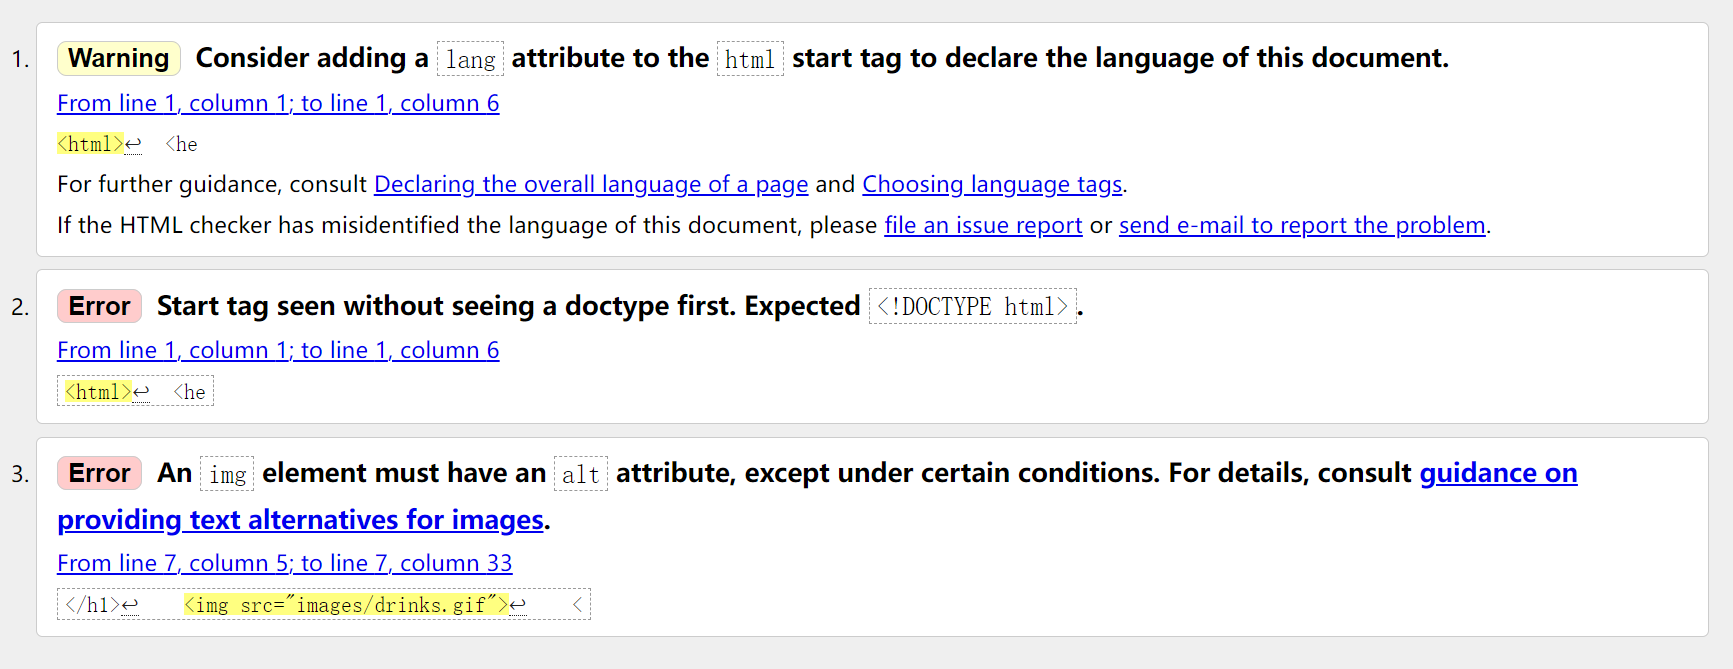 1. Warning Consider adding a lang attribute to the html start tag to declare the language of this document.
From line 1, column 1; to line 1, column 6
<html>↩ <he
For further guidance, consult Declaring the overall language of a page and Choosing language tags.
If the HTML checker has misidentified the language of this document, please file an issue report or send e-mail to report the problem.
2. Error Start tag seen without seeing a doctype first. Expected <!DOCTYPE html>.
From line 1, column 1; to line 1, column 6
<html>↩ <he
3. Error An img element must have an alt attribute, except under certain conditions. For details, consult guidance on
providing text alternatives for images.
From line 7, column 5; to line 7, column 33
</h1>↩ <img src="images/drinks.gif">↩ <